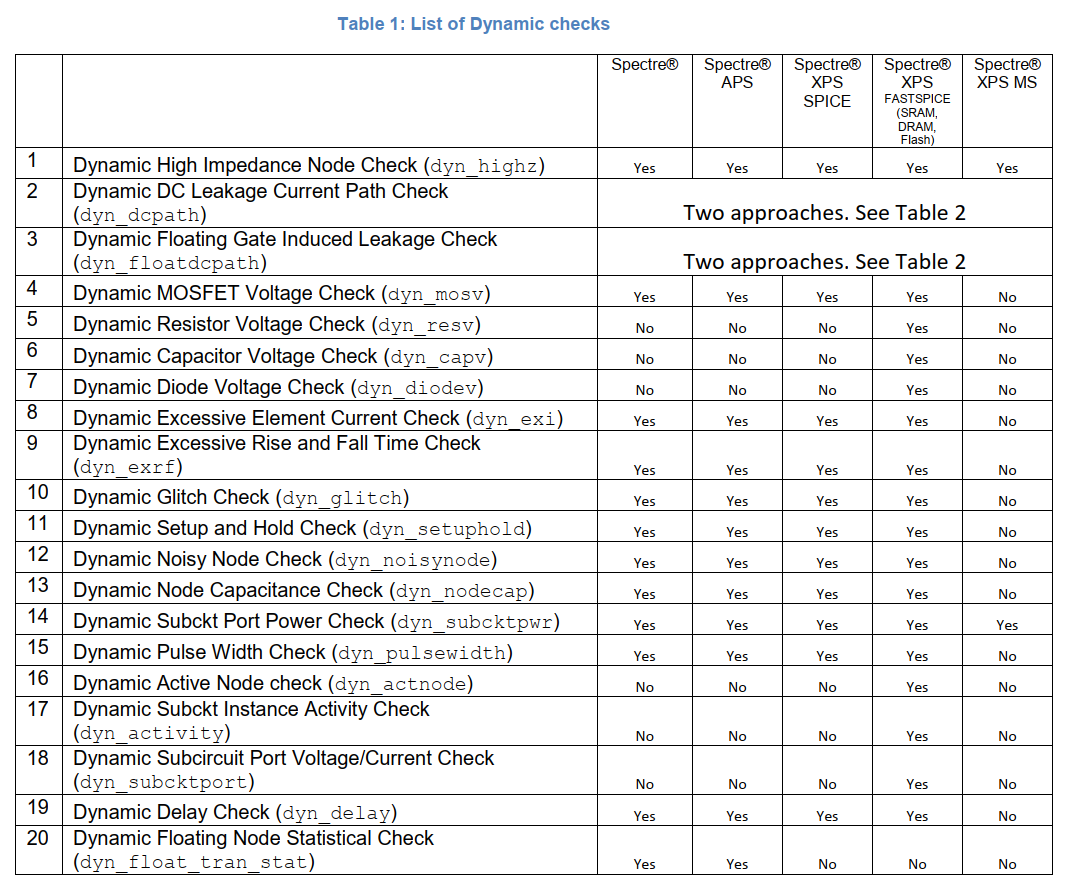 Table 1: List of Dynamic checks
Spectre® Spectre® APS Spectre® XPS SPICE Spectre® XPS FASTSPICE (SRAM, DRAM, Flash) Spectre® XPS MS
1 Dynamic High Impedance Node Check (dyn_highz) Yes Yes Yes Yes Yes
2 Dynamic DC Leakage Current Path Check
(dyn_dcpath) Two approaches. See Table 2
3 Dynamic Floating Gate Induced Leakage Check
(dyn_floatdcpath) Two approaches. See Table 2
4 Dynamic MOSFET Voltage Check (dyn_mosv) Yes Yes Yes Yes No
5 Dynamic Resistor Voltage Check (dyn_resv) No No No Yes No
6 Dynamic Capacitor Voltage Check (dyn_capv) No No No Yes No
7 Dynamic Diode Voltage Check (dyn_diodev) No No No Yes No
8 Dynamic Excessive Element Current Check (dyn_exi) Yes Yes Yes Yes No
9 Dynamic Excessive Rise and Fall Time Check
(dyn_exrf) Yes Yes Yes Yes No
10 Dynamic Glitch Check (dyn_glitch) Yes Yes Yes Yes No
11 Dynamic Setup and Hold Check (dyn_setuphold) Yes Yes Yes Yes No
12 Dynamic Noisy Node Check (dyn_noisynode) Yes Yes Yes Yes No
13 Dynamic Node Capacitance Check (dyn_nodecap) Yes Yes Yes Yes No
14 Dynamic Subckt Port Power Check (dyn_subcktpwr) Yes Yes Yes Yes Yes
15 Dynamic Pulse Width Check (dyn_pulsewidth) Yes Yes Yes Yes No
16 Dynamic Active Node check (dyn_actnode) No No No Yes No
17 Dynamic Subckt Instance Activity Check
(dyn_activity) No No No Yes No
18 Dynamic Subcircuit Port Voltage/Current Check
(dyn_subcktport) No No No Yes No
19 Dynamic Delay Check (dyn_delay) Yes Yes Yes Yes No
20 Dynamic Floating Node Statistical Check
(dyn_float_tran_stat) Yes Yes No No No